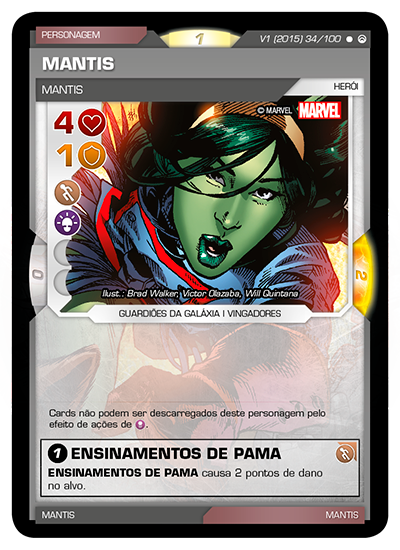 PERSONAGEM
1
V1 (2015) 34/100
MANTIS
MANTIS
HERÓI
© MARVEL MARVEL
4
1
0
2
Ilust.: Brad Walker, Victor Olazaba, Will Quintana
GUARDIÕES DA GALÁXIA | VINGADORES
Cards não podem ser descarregados deste personagem pelo
efeito de ações de
.
1 ENSINAMENTOS DE PAMA
ENSINAMENTOS DE PAMA causa 2 pontos de dano
no alvo.
MANTIS
MANTIS